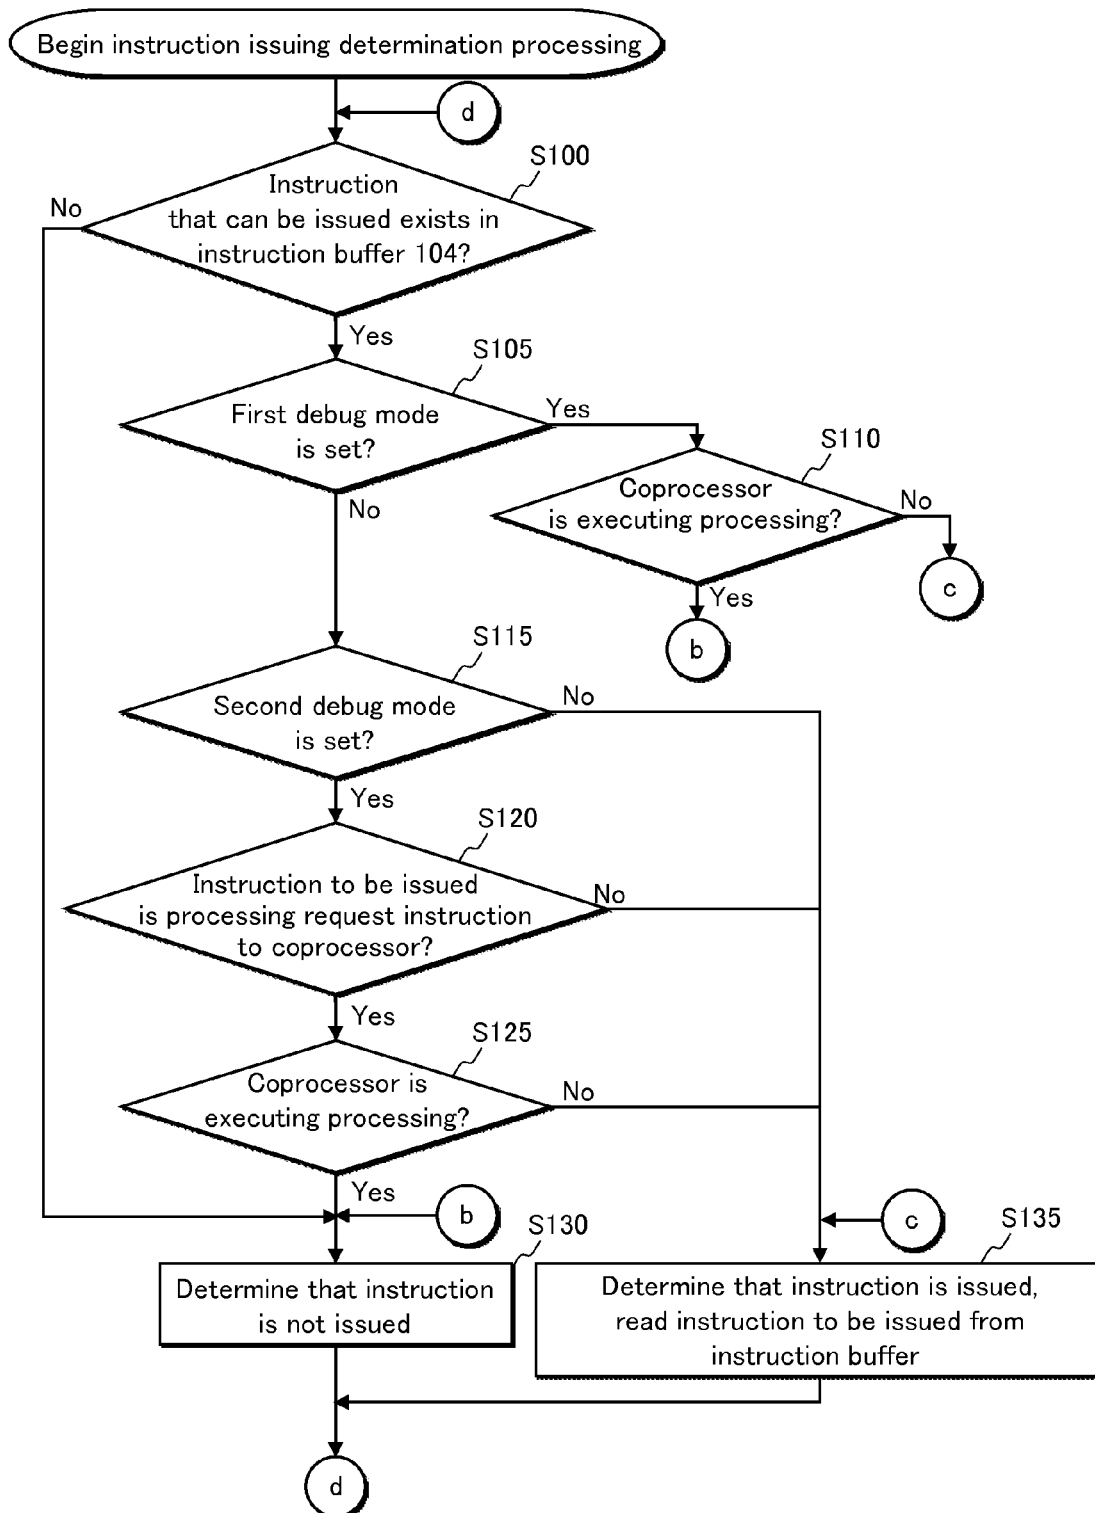 Begin instruction issuing determination processing
d
S100
Instruction
that can be issued exists in
instruction buffer 104?
No
Yes
S105
First debug mode
is set?
Yes
No
S110
Coprocessor
is executing processing?
No
Yes
c
b
S115
Second debug mode
is set?
No
Yes
S120
Instruction to be issued
is processing request instruction
to coprocessor?
No
Yes
S125
Coprocessor is
executing processing?
No
Yes
b
c
S130
Determine that instruction
is not issued
S135
Determine that instruction is issued,
read instruction to be issued from
instruction buffer
d